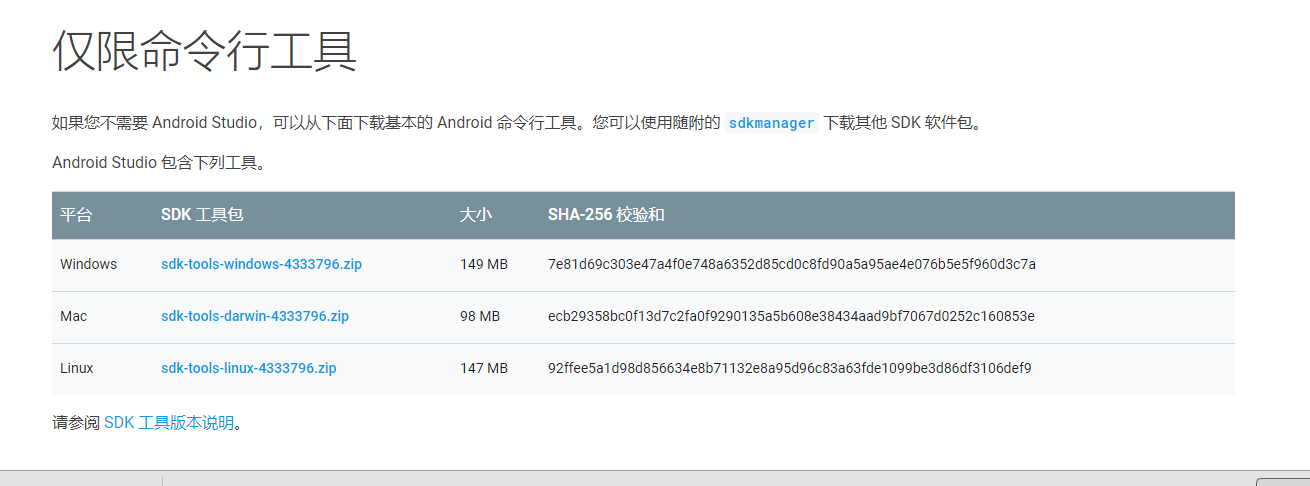 仅限命令行工具
如果您不需要 Android Studio，可以从下面下载基本的 Android 命令行工具。您可以使用随附的 sdkmanager 下载其他 SDK 软件包。
Android Studio 包含下列工具。
平台 SDK 工具包 大小 SHA-256 校验和
Windows sdk-tools-windows-4333796.zip 149 MB 7e81d69c303e47a4f0e748a6352d85cd0c8fd90a5a95ae4e076b5e5f960d3c7a
Mac sdk-tools-darwin-4333796.zip 98 MB ecb29358bc0f13d7c2fa0f9290135a5b608e38434aad9bf7067d0252c160853e
Linux sdk-tools-linux-4333796.zip 147 MB 92ffee5a1d98d856634e8b71132e8a95d96c83a63fde1099be3d86df3106def9
请参阅 SDK 工具版本说明。